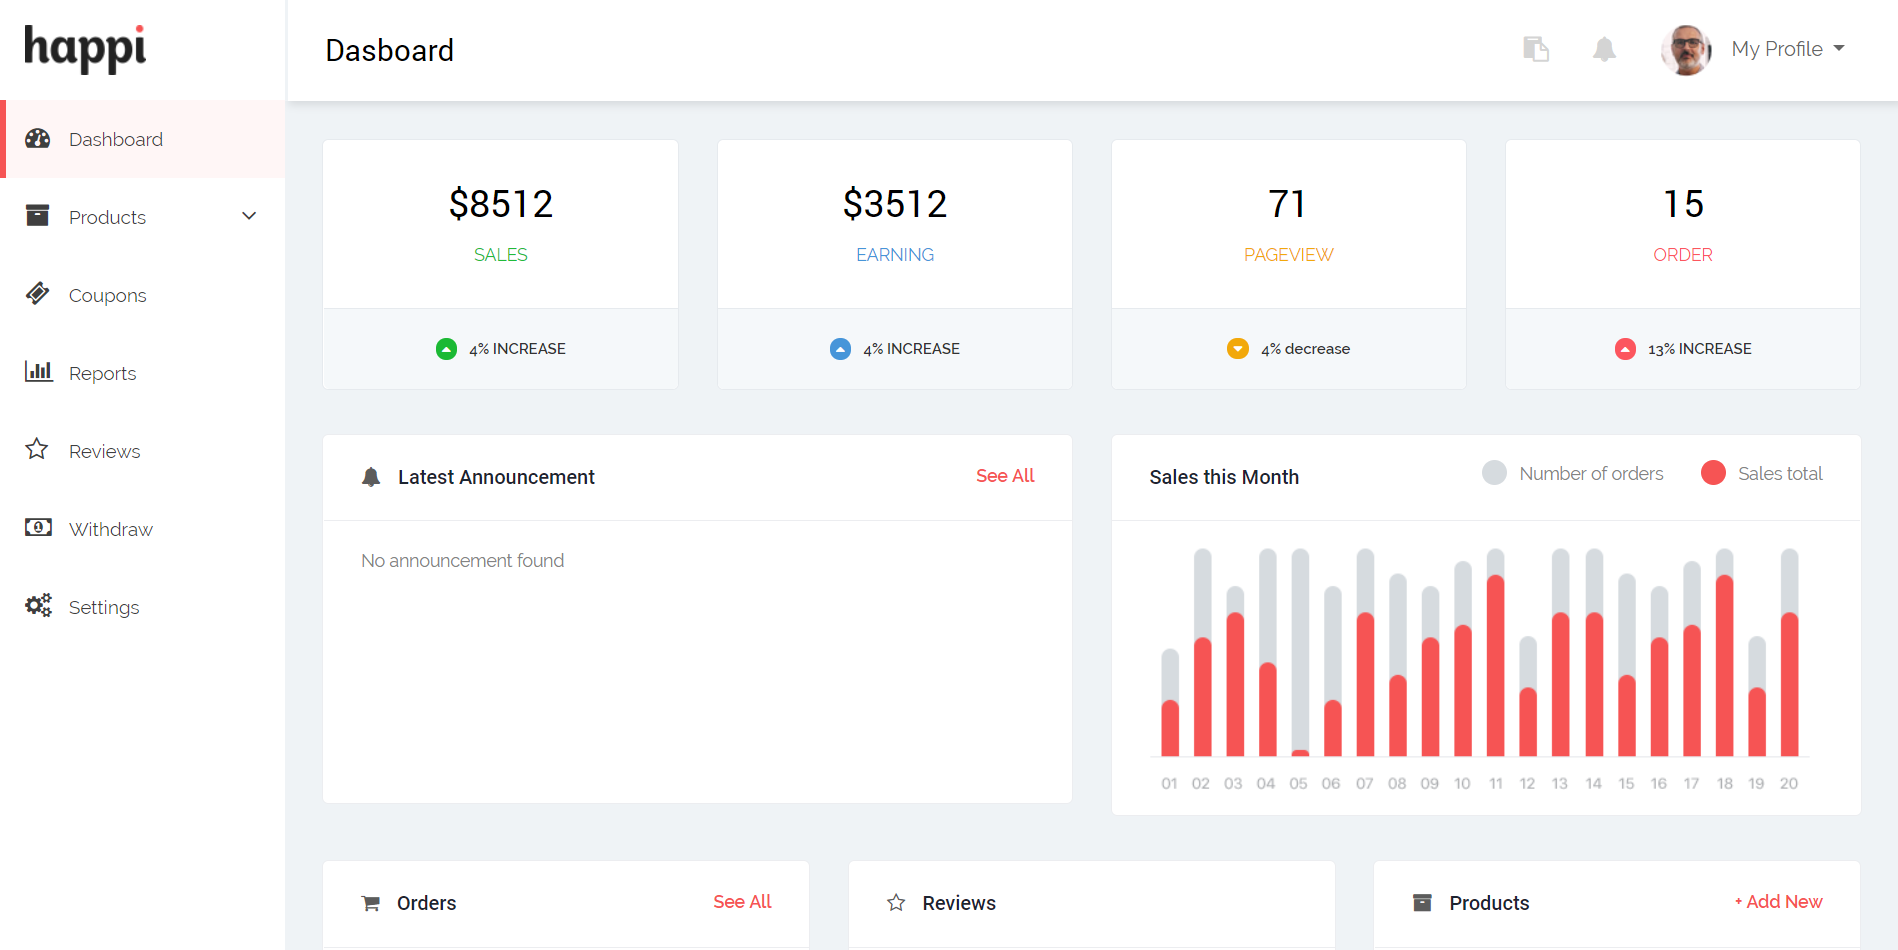 happi
Dasboard
My Profile
Dashboard
Products
Coupons
Reports
Reviews
Withdraw
Settings
$8512
SALES
4% INCREASE
$3512
EARNING
4% INCREASE
71
PAGEVIEW
4% decrease
15
ORDER
13% INCREASE
Latest Announcement
See All
No announcement found
Sales this Month
Number of orders
Sales total
01 02 03 04 05 06 07 08 09 10 11 12 13 14 15 16 17 18 19 20
Orders
See All
Reviews
Products
+ Add New